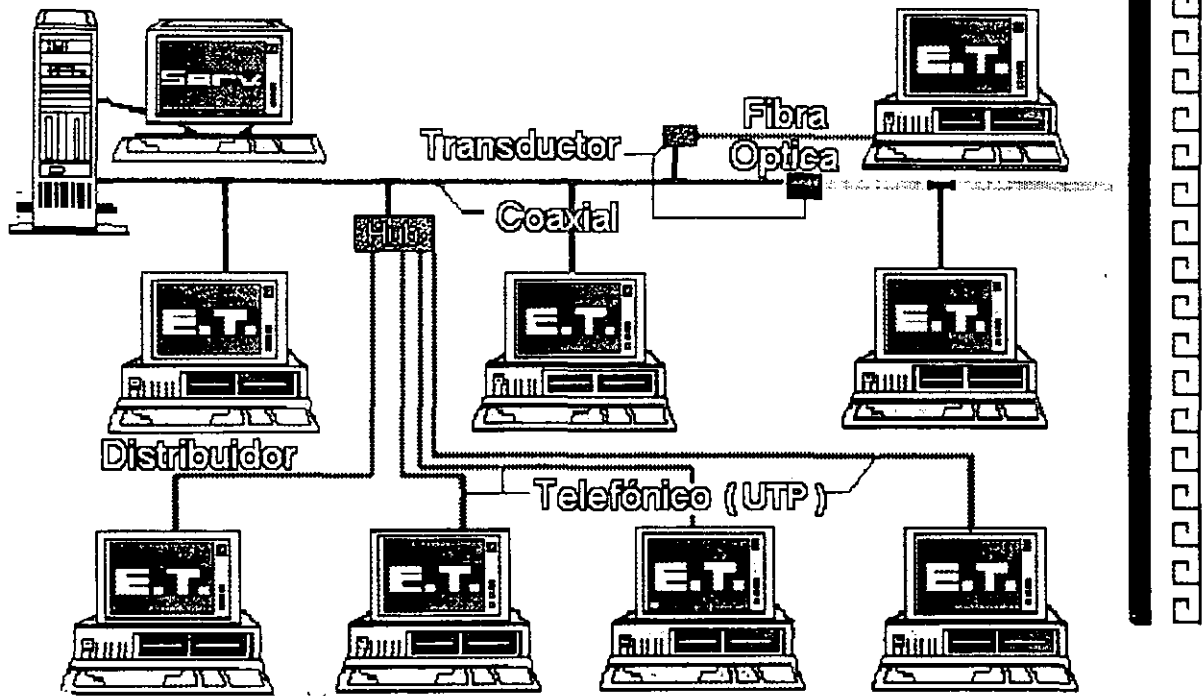 Serv
E.T.
Fibra
Optica
Transductor
Coaxial
Hub
E.T.
E.T.
E.T.
Distribuidor
Telefónico (UTP)
E.T.
E.T.
E.T.
E.T.